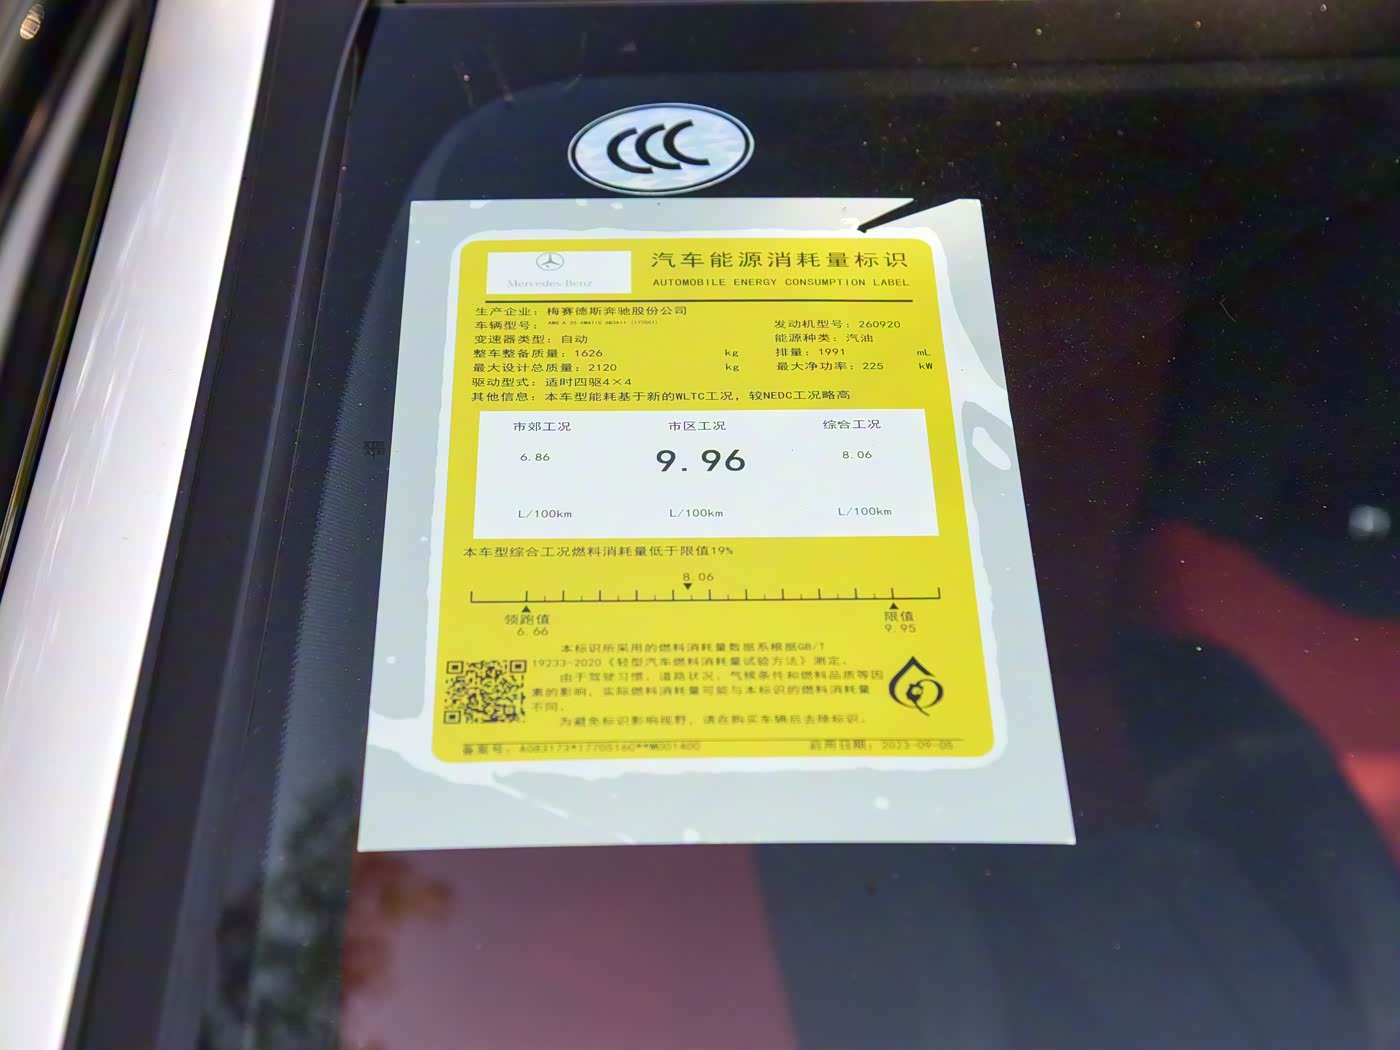 CCC
Mercedes-Benz
汽车能源消耗量标识
AUTOMOBILE ENERGY CONSUMPTION LABEL
生产企业：梅赛德斯奔驰股份公司
车辆型号：
发动机型号：260920
变速器类型：自动
能源种类：汽油
整车整备质量：1626 kg
排量：1991 mL
最大设计总质量：2120 kg
最大净功率：225 kW
驱动型式：适时四驱4×4
其他信息：本车型能耗基于新的WLTC工况，较NEDC工况略高
市郊工况 市区工况 综合工况
6.86 9.96 8.06
L/100km L/100km L/100km
本车型综合工况燃料消耗量低于限值19%
8.06
领跑值 限值
6.66 9.95
本标识所采用的燃料消耗量数据系根据GB/T
19233-2020《轻型汽车燃料消耗量试验方法》测定。
由于驾驶习惯、道路状况、气候条件和燃料品质等因
素的影响，实际燃料消耗量可能与本标识的燃料消耗量
不同。
为避免标识影响视野，请在购买车辆后去除标识。
备案号：
启用日期：2023-09-05